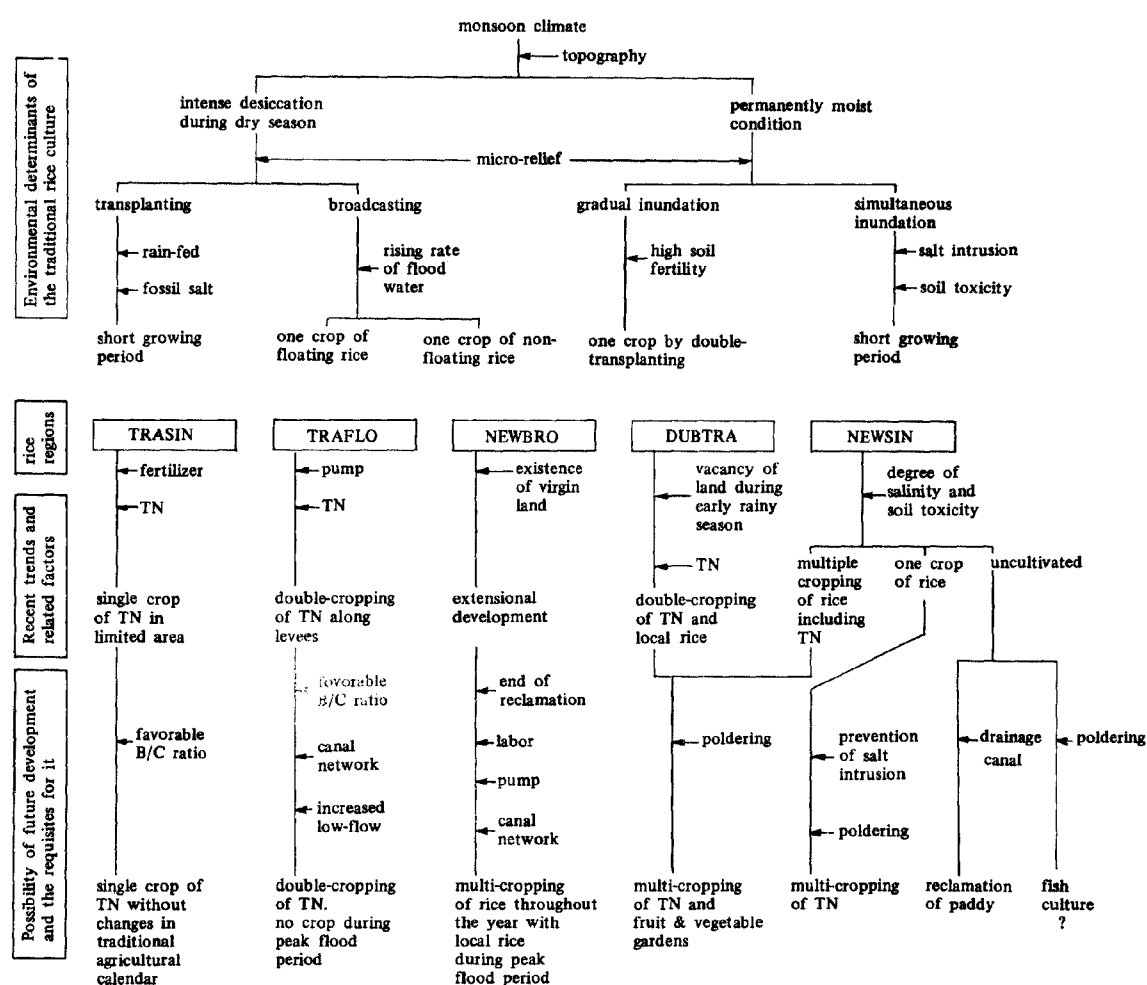 monsoon climate
topography
Environmental determinants of
the traditional rice culture
intense desiccation
during dry season
permanently moist
condition
micro-relief
transplanting
broadcasting
gradual inundation
simultaneous
inundation
rain-fed
fossil salt
rising rate
of flood
water
high soil
fertility
salt intrusion
soil toxicity
short growing
period
one crop of
floating rice
one crop of non-
floating rice
one crop by double-
transplanting
short growing
period
rice
regions
TRASIN
TRAFLO
NEWBRO
DUBTRA
NEWSIN
Recent trends and
related factors
fertilizer
TN
pump
TN
existence
of virgin
land
vacancy of
land during
early rainy
season
TN
degree of
salinity and
soil toxicity
single crop
of TN in
limited area
double-cropping
of TN along
levees
extensional
development
double-cropping
of TN and
local rice
multiple
cropping
of rice
including
TN
one crop
of rice
uncultivated
Possibility of future development
and the requisites for it
favorable
B/C ratio
favorable
B/C ratio
canal
network
increased
low-flow
end of
reclamation
labor
pump
canal
network
poldering
prevention
of salt
intrusion
poldering
drainage
canal
poldering
single crop of
TN without
changes in
traditional
agricultural
calendar
double-cropping
of TN.
no crop during
peak flood
period
multi-cropping
of rice throughout
the year with
local rice
during peak
flood period
multi-cropping
of TN and
fruit & vegetable
gardens
multi-cropping
of TN
reclamation
of paddy
fish
culture
?